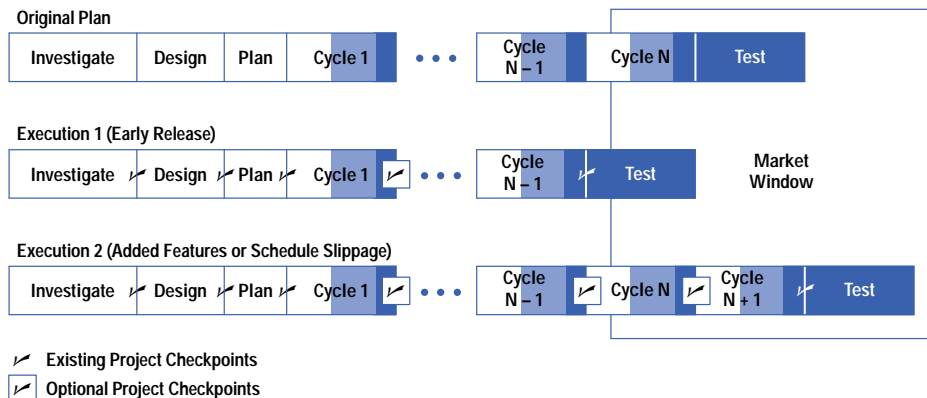 Original Plan
Investigate Design Plan Cycle 1 • • • Cycle N – 1 Cycle N Test
Execution 1 (Early Release)
Investigate Design Plan Cycle 1 • • • Cycle N – 1 Test
Market
Window
Execution 2 (Added Features or Schedule Slippage)
Investigate Design Plan Cycle 1 • • • Cycle N – 1 Cycle N Cycle N + 1 Test
Existing Project Checkpoints
Optional Project Checkpoints